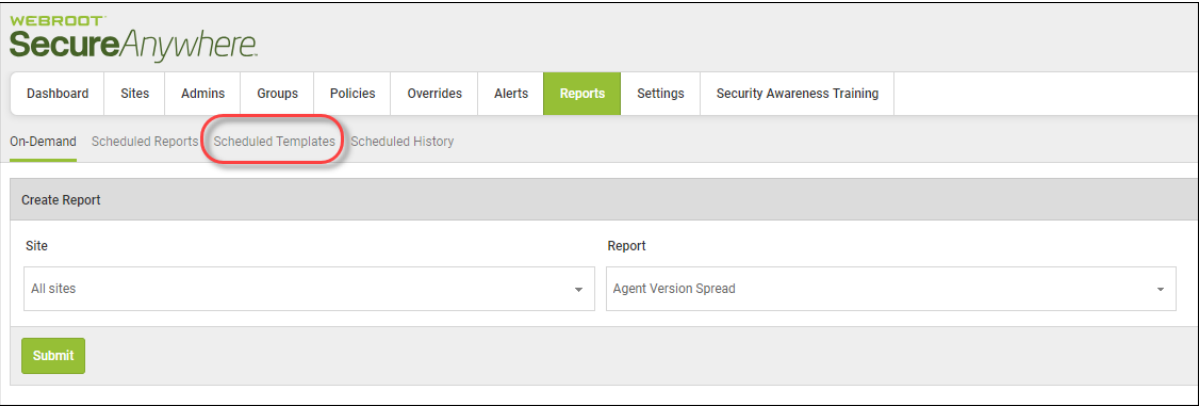 WEBROOT
SecureAnywhere.
Dashboard Sites Admins Groups Policies Overrides Alerts Reports Settings Security Awareness Training
On-Demand Scheduled Reports Scheduled Templates Scheduled History
Create Report
Site Report
All sites Agent Version Spread
Submit